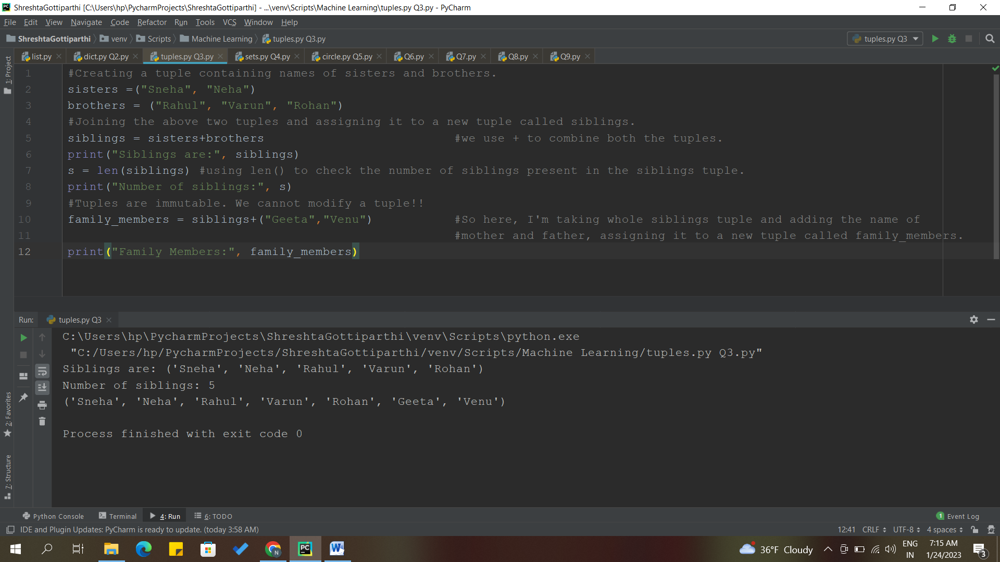 ShreshtaGottiparthi [C:\Users\hp\PycharmProjects\ShreshtaGottiparthi] - ...\venv\Scripts\Machine Learning\tuples.py Q3.py - PyCharm
File Edit View Navigate Code Refactor Run Tools VCS Window Help
ShreshtaGottiparthi venv Scripts Machine Learning tuples.py Q3.py tuples.py Q3
list.py dict.py Q2.py tuples.py Q3.py sets.py Q4.py circle.py Q5.py Q6.py Q7.py Q8.py Q9.py
1: Project
1 #Creating a tuple containing names of sisters and brothers.
2 sisters =("Sneha", "Neha")
3 brothers = ("Rahul", "Varun", "Rohan")
4 #Joining the above two tuples and assigning it to a new tuple called siblings.
5 siblings = sisters+brothers #we use + to combine both the tuples.
6 print("Siblings are:", siblings)
7 s = len(siblings) #using len() to check the number of siblings present in the siblings tuple.
8 print("Number of siblings:", s)
9 #Tuples are immutable. We cannot modify a tuple!!
10 family_members = siblings+("Geeta","Venu") #So here, I'm taking whole siblings tuple and adding the name of
11 #mother and father, assigning it to a new tuple called family_members.
12 print("Family Members:", family_members)
Run: tuples.py Q3
C:\Users\hp\PycharmProjects\ShreshtaGottiparthi\venv\Scripts\python.exe
"C:/Users/hp/PycharmProjects/ShreshtaGottiparthi/venv/Scripts/Machine Learning/tuples.py Q3.py"
Siblings are: ('Sneha', 'Neha', 'Rahul', 'Varun', 'Rohan')
Number of siblings: 5
('Sneha', 'Neha', 'Rahul', 'Varun', 'Rohan', 'Geeta', 'Venu')
Process finished with exit code 0
2: Favorites
7: Structure
Python Console Terminal 4: Run 6: TODO 1 Event Log
IDE and Plugin Updates: PyCharm is ready to update. (today 3:58 AM) 12:41 CRLF UTF-8 4 spaces
36°F Cloudy ENG 7:15 AM
IN 1/24/2023 3